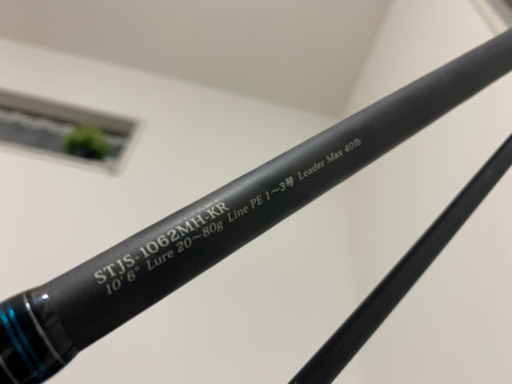 STJS-1062MH-KR
10' 6" Lure 20~80g Line PE 1~3号 Leader Max 40lb